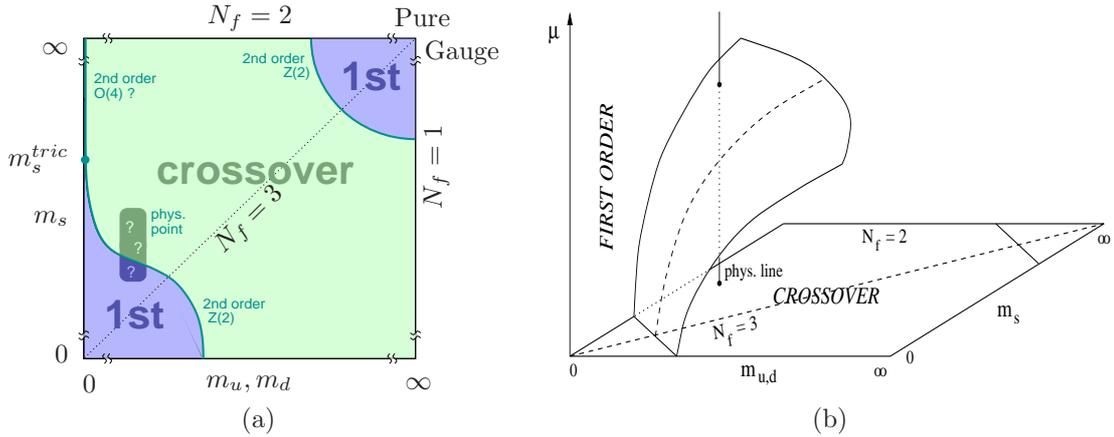 N_f = 2
Pure
Gauge
∞
2nd order
O(4) ?
2nd order
Z(2)
1st
m_s^{tric}
crossover
N_f = 1
m_s
?
?
?
phys.
point
N_f = 3
1st
2nd order
Z(2)
0
0
m_u, m_d
∞
(a)
μ
FIRST ORDER
N_f = 2
∞
phys. line
CROSSOVER
N_f = 3
m_s
0
0
m_{u,d}
∞
(b)